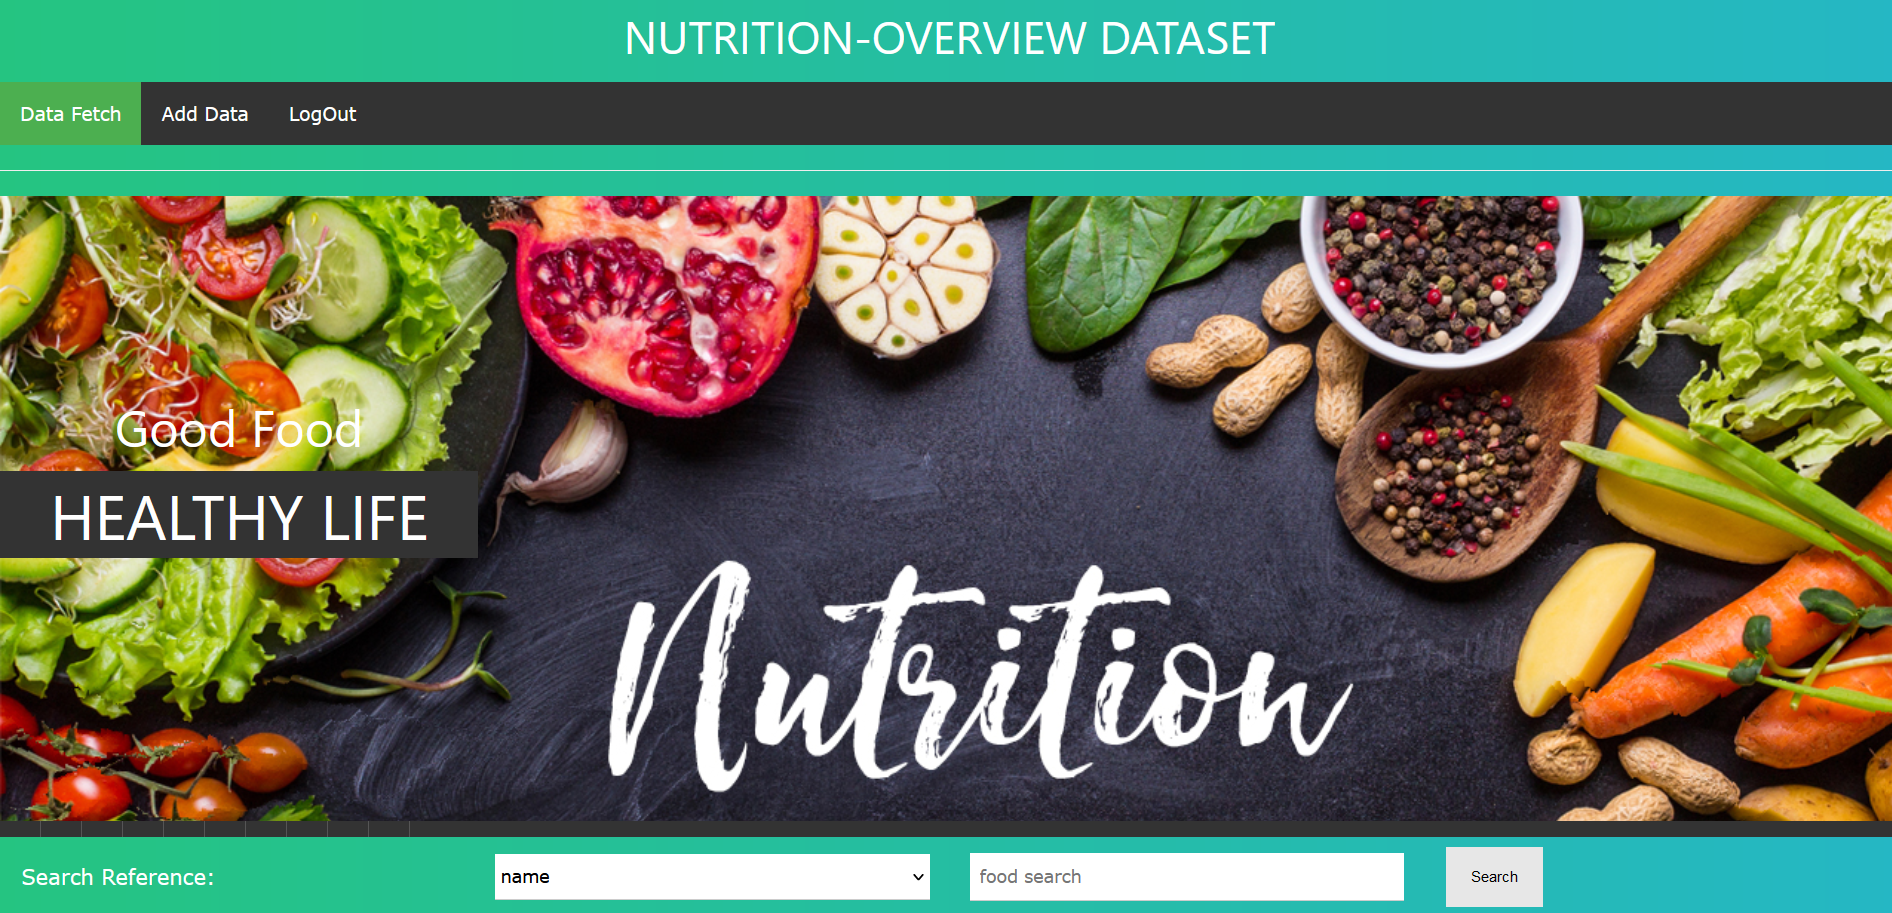 NUTRITION-OVERVIEW DATASET
Data Fetch Add Data LogOut
Good Food
HEALTHY LIFE
Nutrition
Search Reference: name food search Search